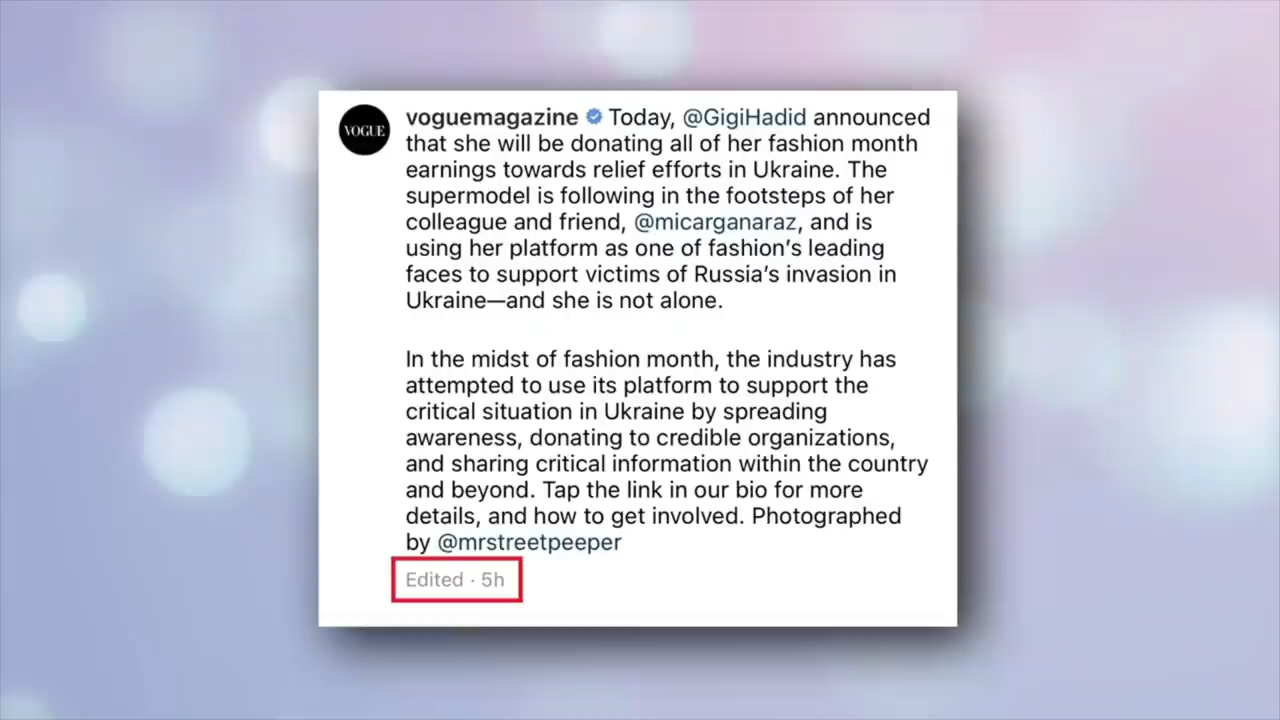 VOGUE
voguemagazine Today, @GigiHadid announced
that she will be donating all of her fashion month
earnings towards relief efforts in Ukraine. The
supermodel is following in the footsteps of her
colleague and friend, @micarganaraz, and is
using her platform as one of fashion’s leading
faces to support victims of Russia’s invasion in
Ukraine—and she is not alone.
In the midst of fashion month, the industry has
attempted to use its platform to support the
critical situation in Ukraine by spreading
awareness, donating to credible organizations,
and sharing critical information within the country
and beyond. Tap the link in our bio for more
details, and how to get involved. Photographed
by @mrstreetpeeper
Edited · 5h